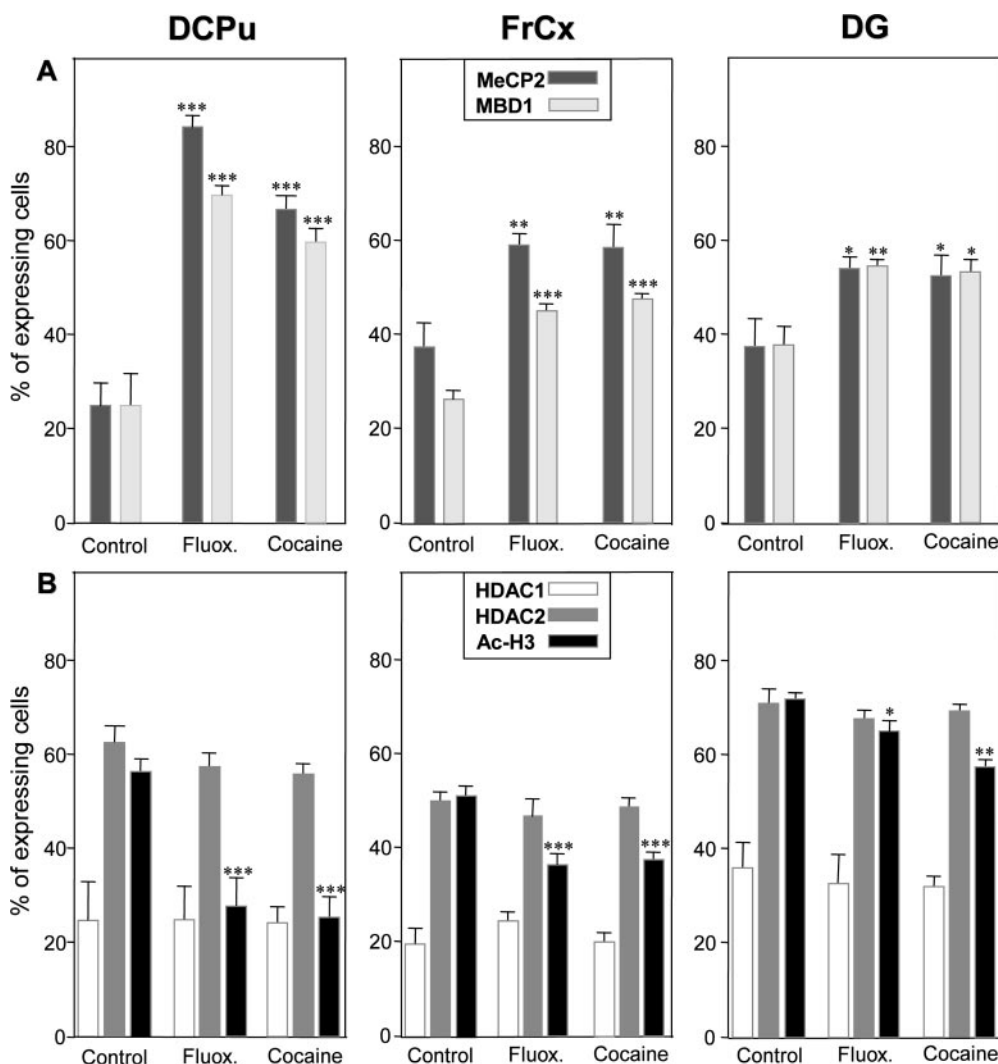 DCPu FrCx DG
A
MeCP2
MBD1
% of expressing cells
80
60
40
20
0
*** *** *** ***
Control Fluox. Cocaine
80
60
40
20
0
** *** ** ***
Control Fluox. Cocaine
80
60
40
20
0
* ** * *
Control Fluox. Cocaine
B
HDAC1
HDAC2
Ac-H3
% of expressing cells
80
60
40
20
0
*** ***
Control Fluox. Cocaine
80
60
40
20
0
*** ***
Control Fluox. Cocaine
80
60
40
20
0
* **
Control Fluox. Cocaine